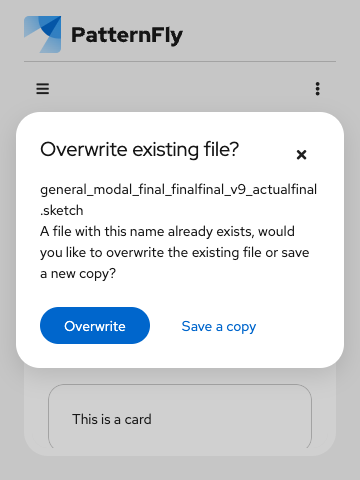 PatternFly
Overwrite existing file?
general_modal_final_finalfinal_v9_actualfinal
.sketch
A file with this name already exists, would
you like to overwrite the existing file or save
a new copy?
Overwrite
Save a copy
This is a card